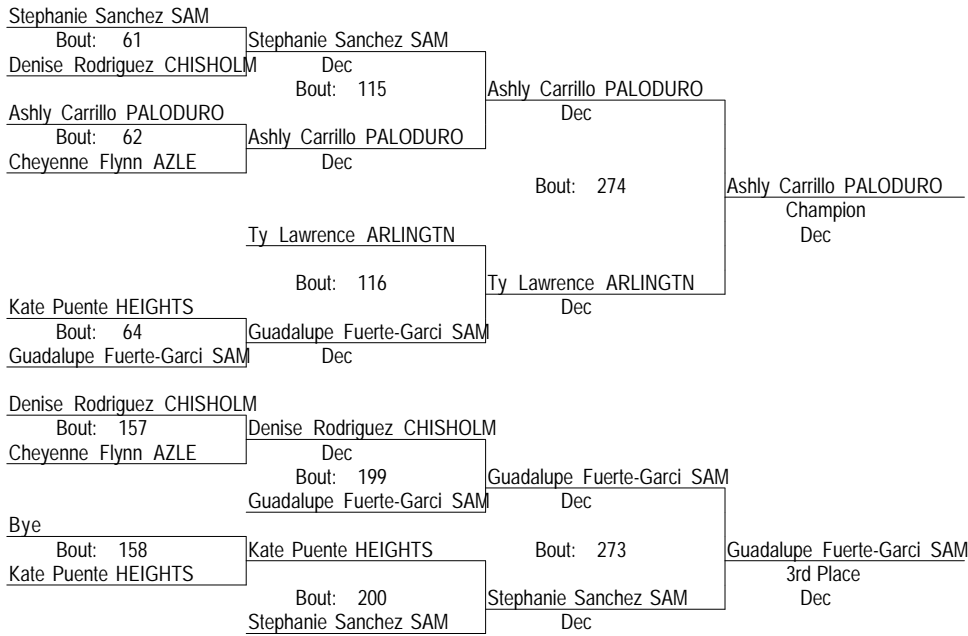 Stephanie Sanchez SAM
Bout: 61
Stephanie Sanchez SAM
Denise Rodriguez CHISHOLM
Dec
Bout: 115
Ashly Carrillo PALODURO
Ashly Carrillo PALODURO
Dec
Bout: 62
Ashly Carrillo PALODURO
Cheyenne Flynn AZLE
Dec
Bout: 274
Ashly Carrillo PALODURO
Champion
Ty Lawrence ARLINGTN
Dec
Bout: 116
Ty Lawrence ARLINGTN
Kate Puente HEIGHTS
Dec
Bout: 64
Guadalupe Fuerte-Garci SAM
Guadalupe Fuerte-Garci SAM
Dec
Denise Rodriguez CHISHOLM
Bout: 157
Denise Rodriguez CHISHOLM
Cheyenne Flynn AZLE
Dec
Bout: 199
Guadalupe Fuerte-Garci SAM
Guadalupe Fuerte-Garci SAM
Dec
Bye
Bout: 158
Kate Puente HEIGHTS
Bout: 273
Guadalupe Fuerte-Garci SAM
Kate Puente HEIGHTS
3rd Place
Bout: 200
Stephanie Sanchez SAM
Dec
Stephanie Sanchez SAM
Dec